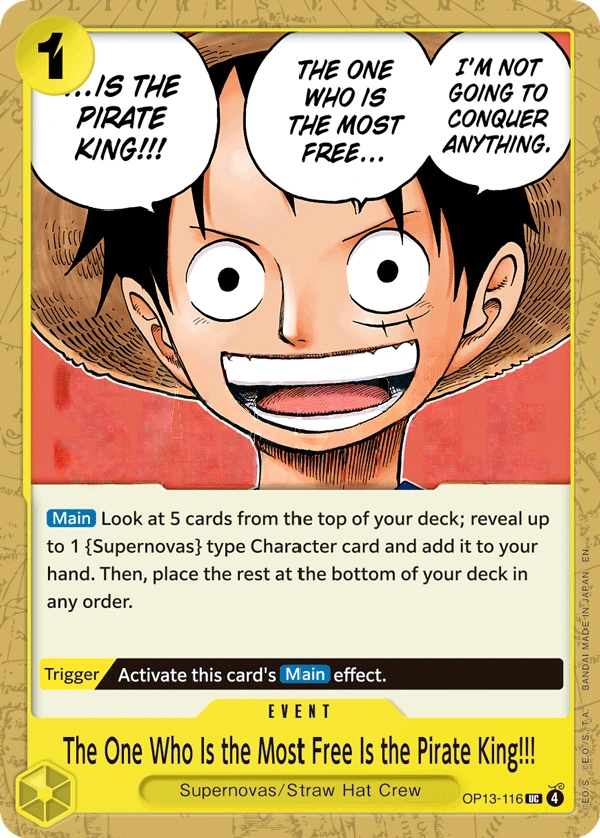 1
I'M NOT
GOING TO
CONQUER
ANYTHING.
THE ONE
WHO IS
THE MOST
FREE...
...IS THE
PIRATE
KING!!!
Main Look at 5 cards from the top of your deck; reveal up
to 1 {Supernovas} type Character card and add it to your
hand. Then, place the rest at the bottom of your deck in
any order.
Trigger Activate this card's Main effect.
EVENT
The One Who Is the Most Free Is the Pirate King!!!
Supernovas/Straw Hat Crew
OP13-116 UC 4
©E.O./S. ©E.O./S.,T.A. BANDAI MADE IN JAPAN EN